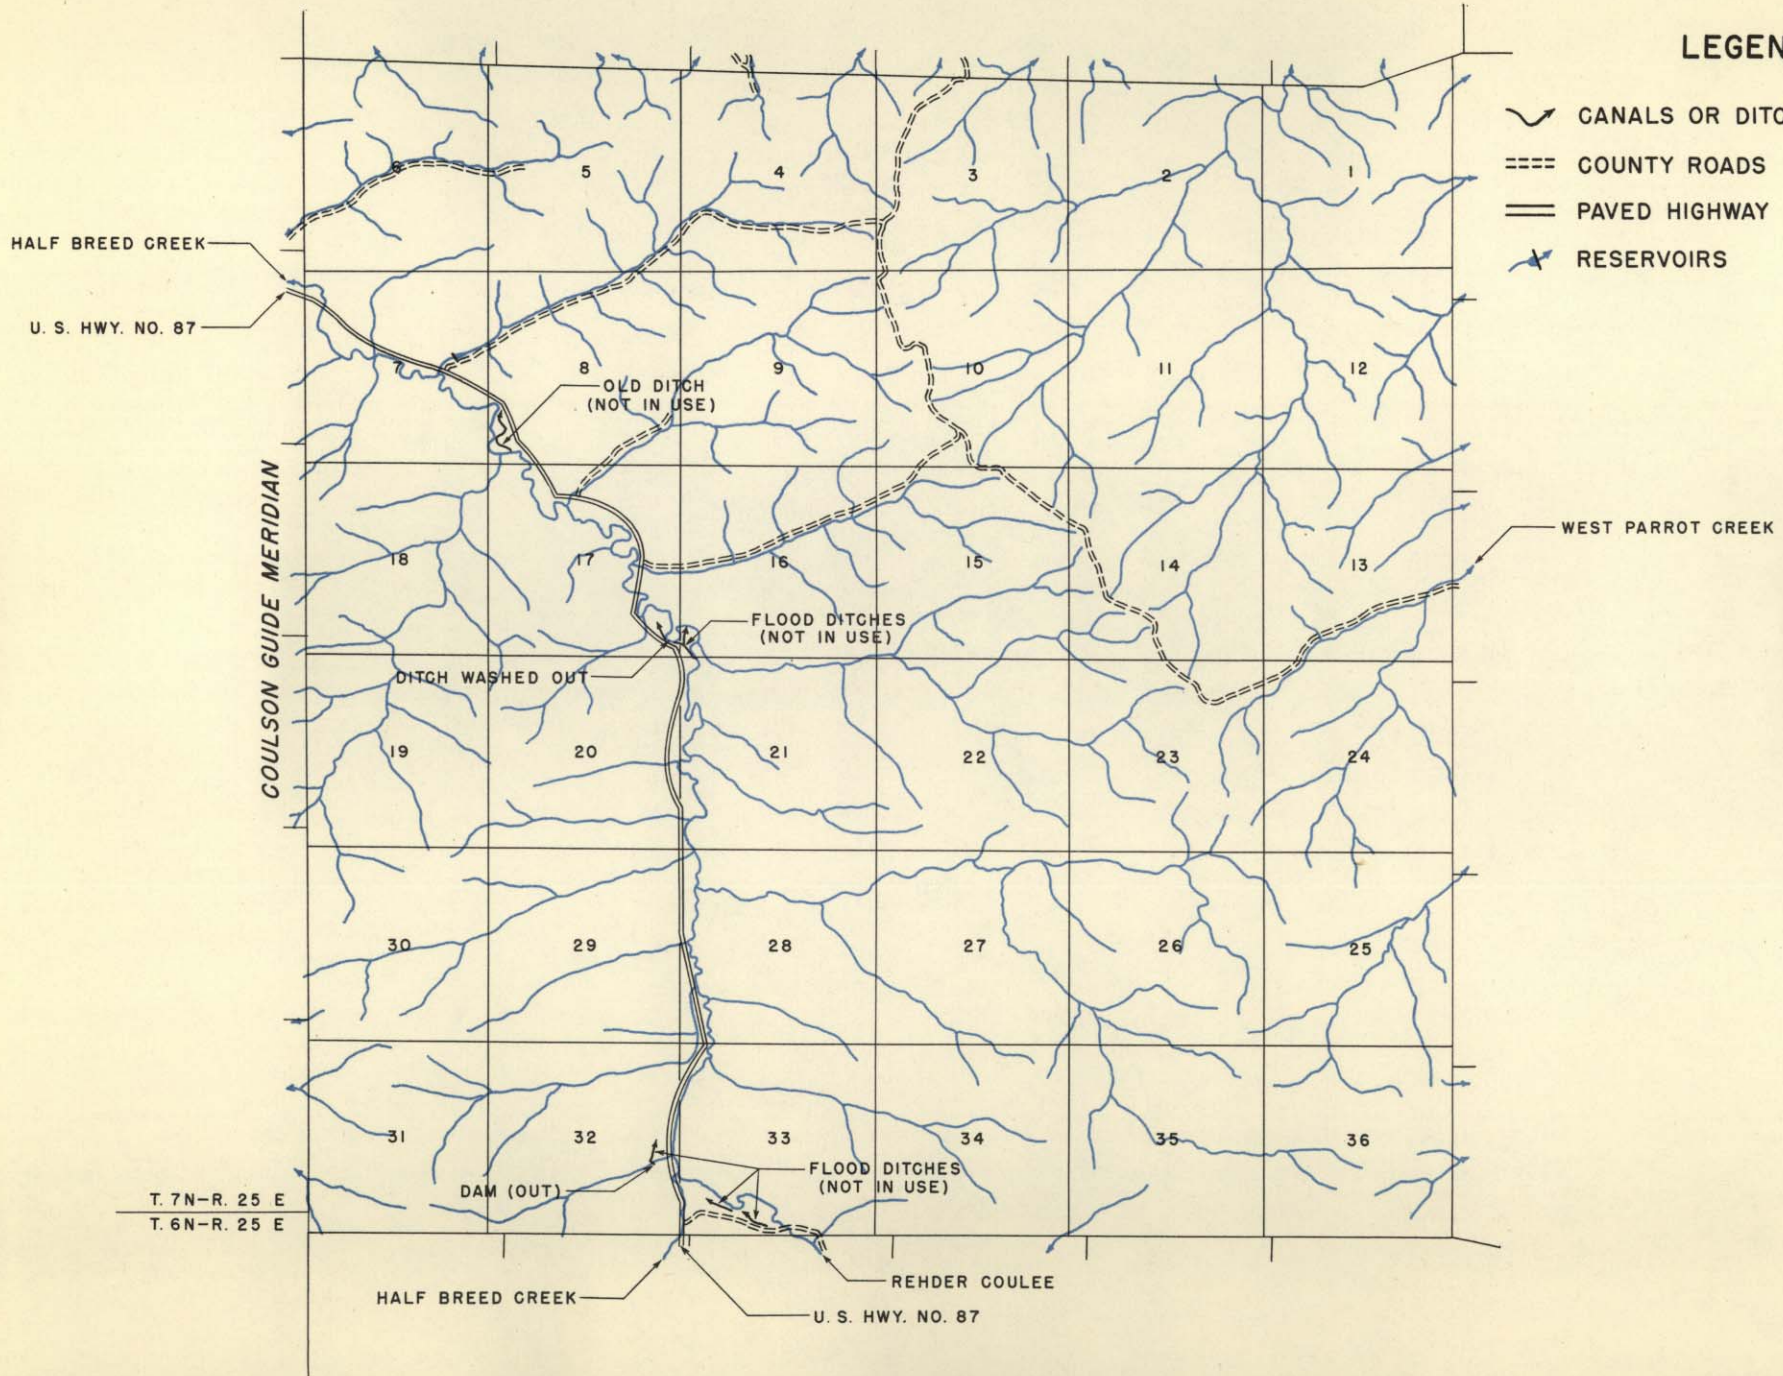 LEGEN
CANALS OR DITC
COUNTY ROADS
PAVED HIGHWAY
RESERVOIRS
6
5
4
3
2
1
HALF BREED CREEK
U. S. HWY. NO. 87
7
8
9
10
11
12
OLD DITCH
(NOT IN USE)
COULSON GUIDE MERIDIAN
WEST PARROT CREEK
18
17
16
15
14
13
FLOOD DITCHES
(NOT IN USE)
DITCH WASHED OUT
19
20
21
22
23
24
30
29
28
27
26
25
31
32
33
34
35
36
FLOOD DITCHES
(NOT IN USE)
DAM (OUT)
T. 7N–R. 25 E
T. 6N–R. 25 E
REHDER COULEE
HALF BREED CREEK
U. S. HWY. NO. 87